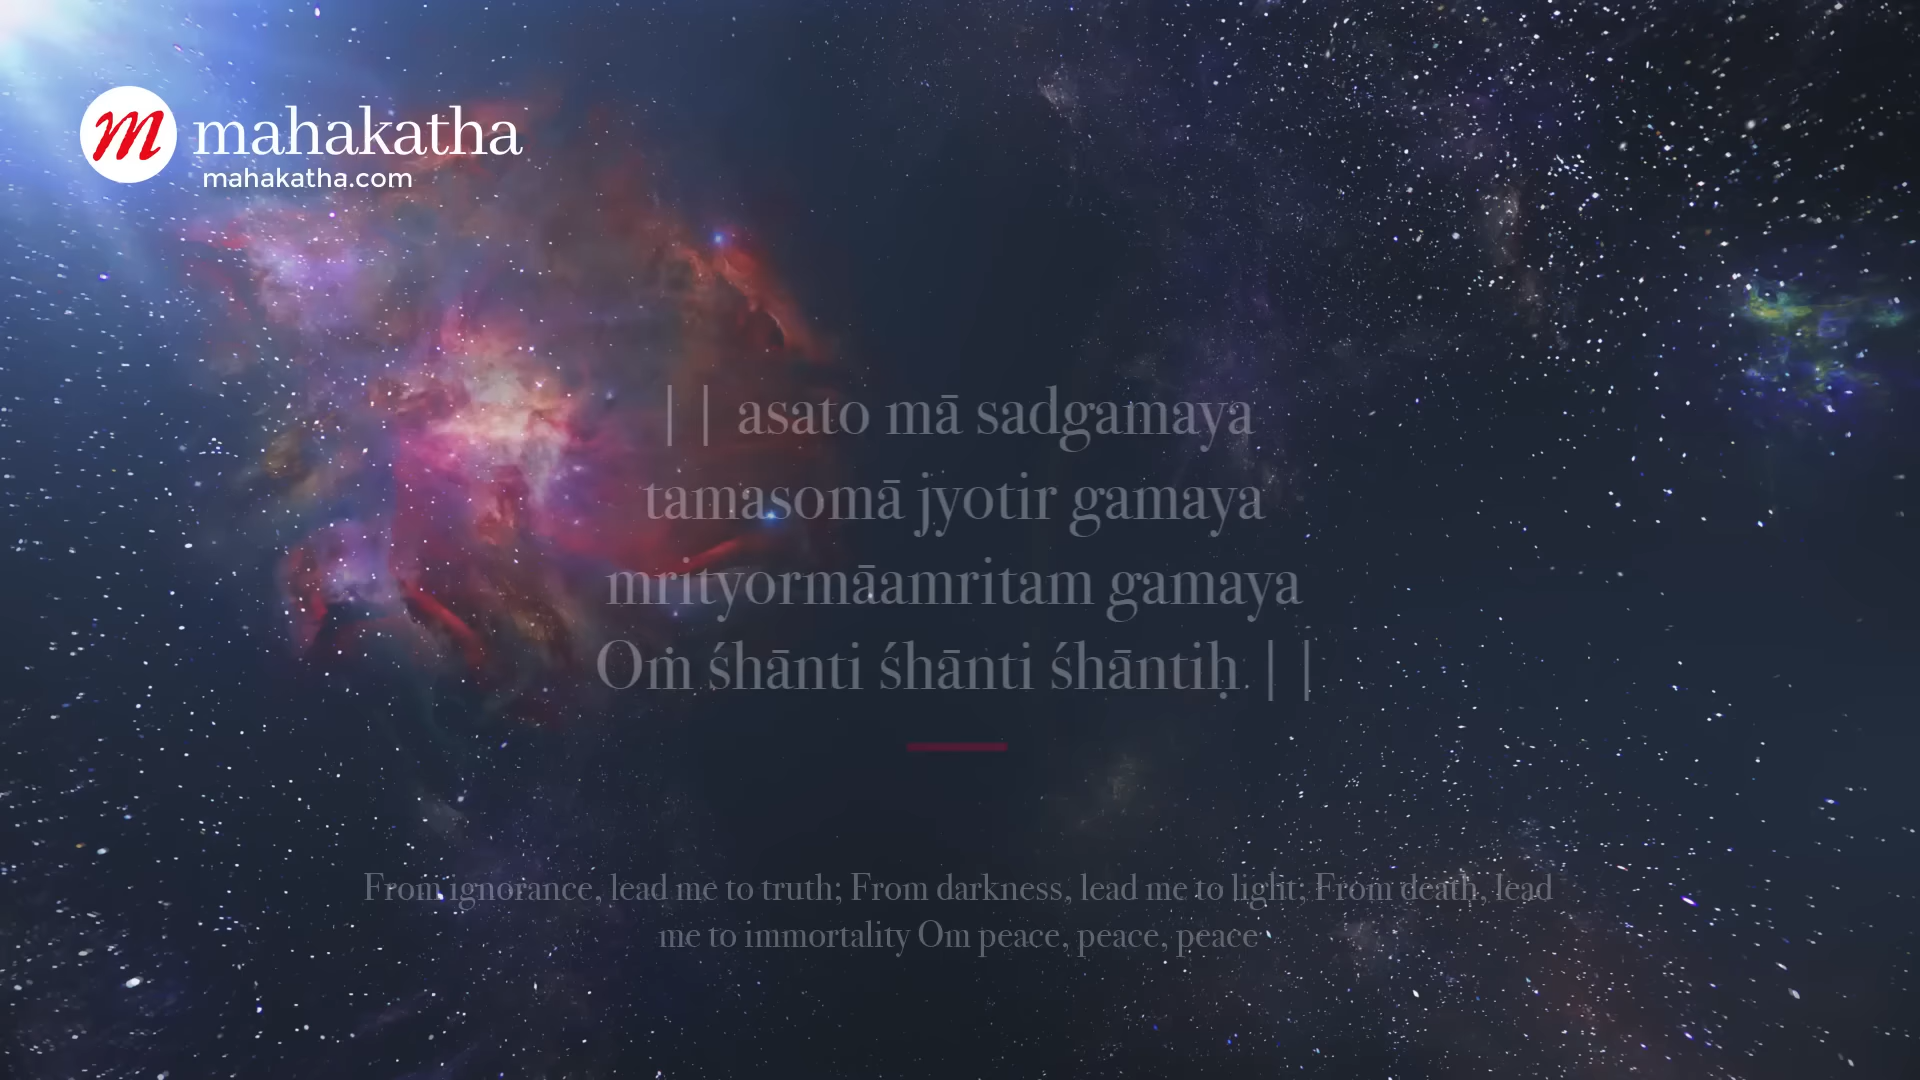 m mahakatha
mahakatha.com
|| asato mā sadgamaya
tamasomā jyotir gamaya
mrityormāamritam gamaya
Oṁ śhānti śhānti śhāntiḥ ||
From ignorance, lead me to truth; From darkness, lead me to light; From death, lead
me to immortality Om peace, peace, peace